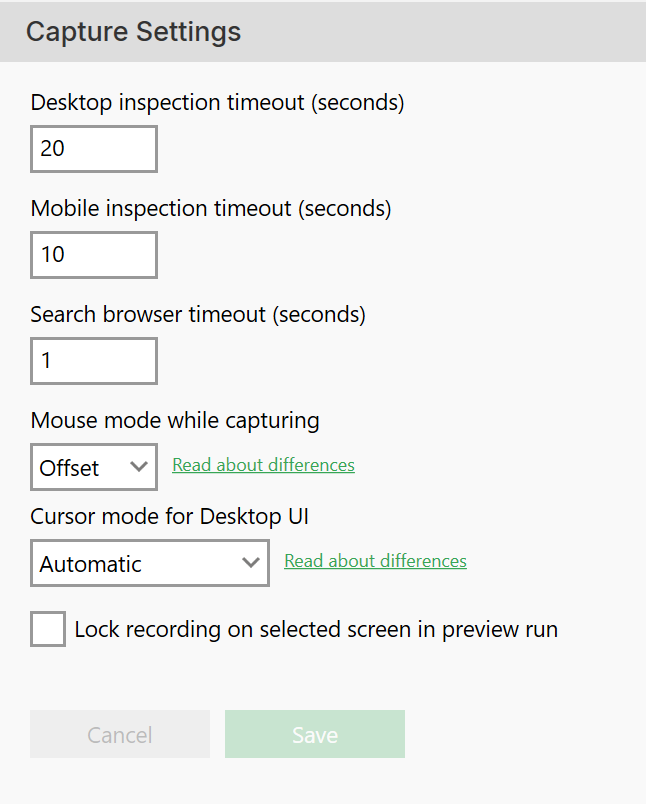 Capture Settings
Desktop inspection timeout (seconds)
20
Mobile inspection timeout (seconds)
10
Search browser timeout (seconds)
1
Mouse mode while capturing
Offset Read about differences
Cursor mode for Desktop UI
Automatic Read about differences
Lock recording on selected screen in preview run
Cancel Save